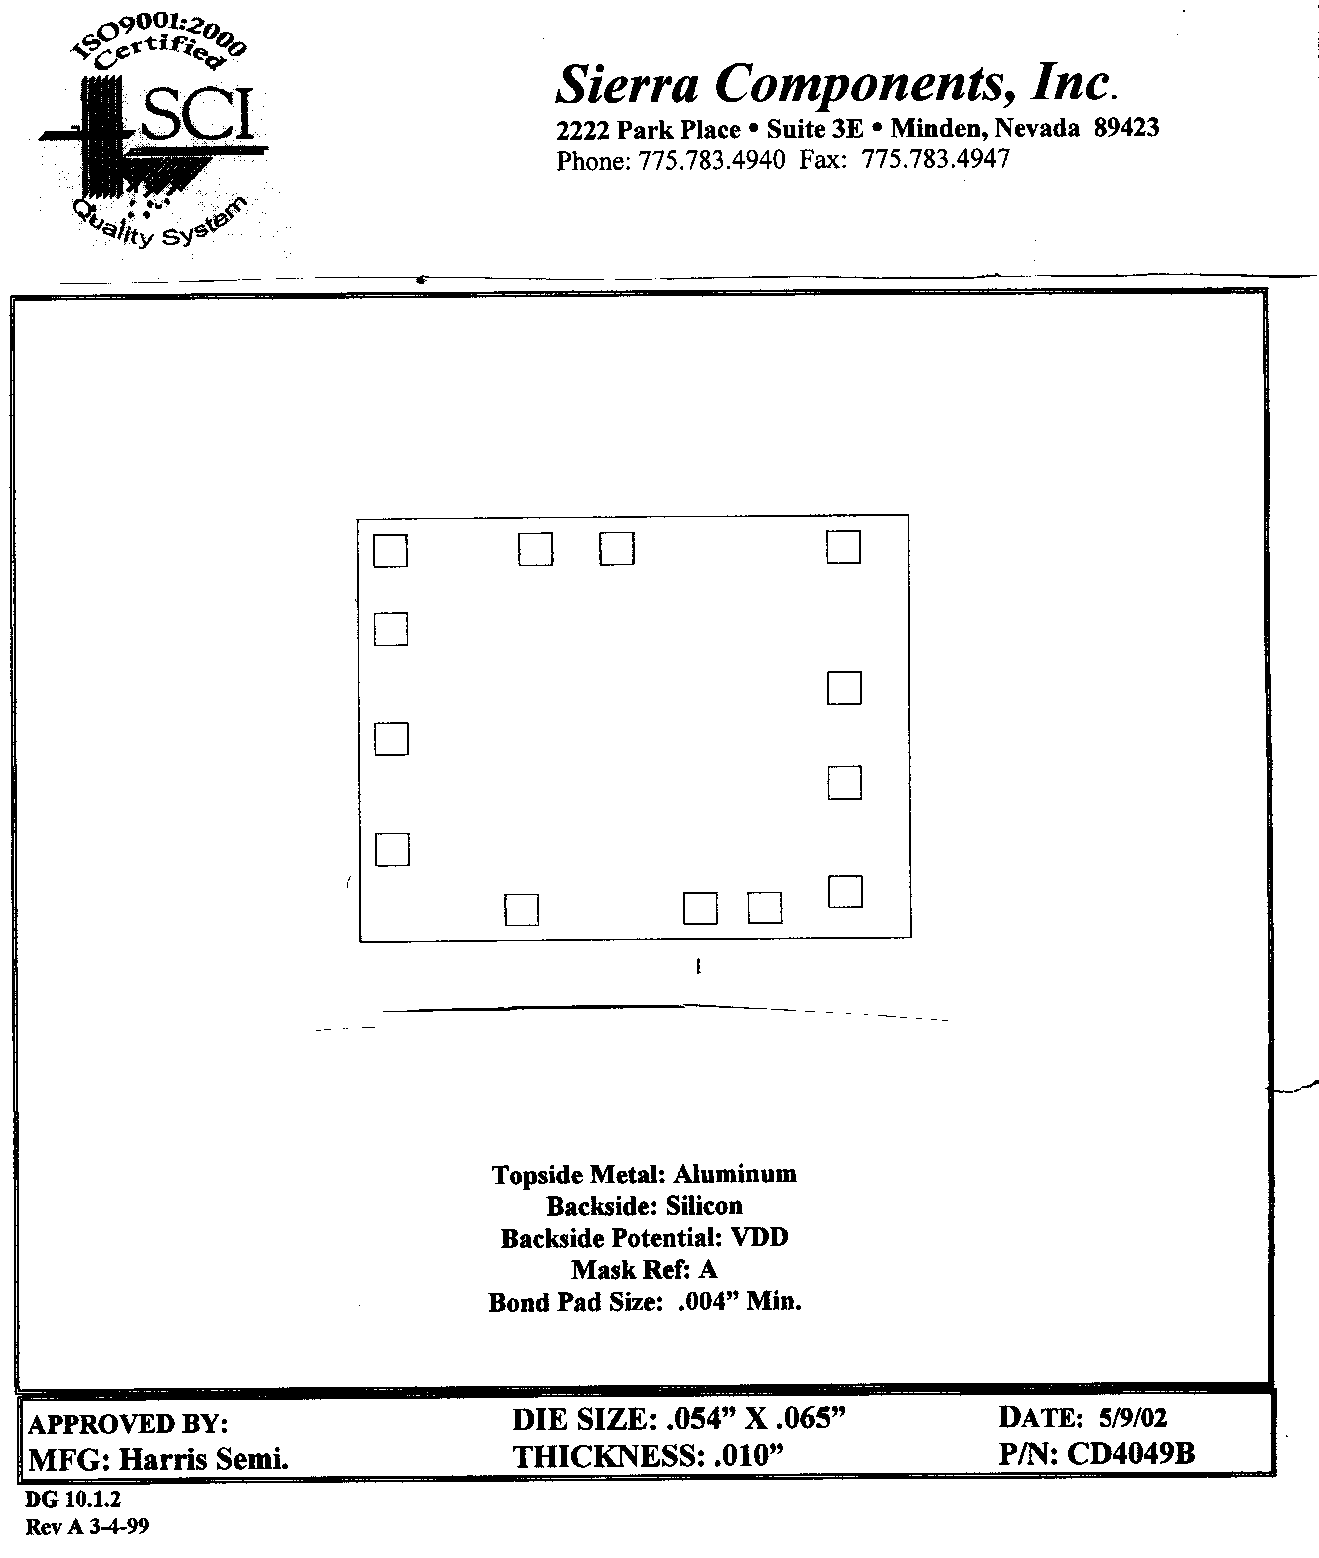 ISO9001:2000
Certified
SCI
Quality System
Sierra Components, Inc.
2222 Park Place • Suite 3E • Minden, Nevada 89423
Phone: 775.783.4940 Fax: 775.783.4947
Topside Metal: Aluminum
Backside: Silicon
Backside Potential: VDD
Mask Ref: A
Bond Pad Size: .004” Min.
APPROVED BY:
DIE SIZE: .054” X .065”
DATE: 5/9/02
MFG: Harris Semi.
THICKNESS: .010”
P/N: CD4049B
DG 10.1.2
Rev A 3-4-99